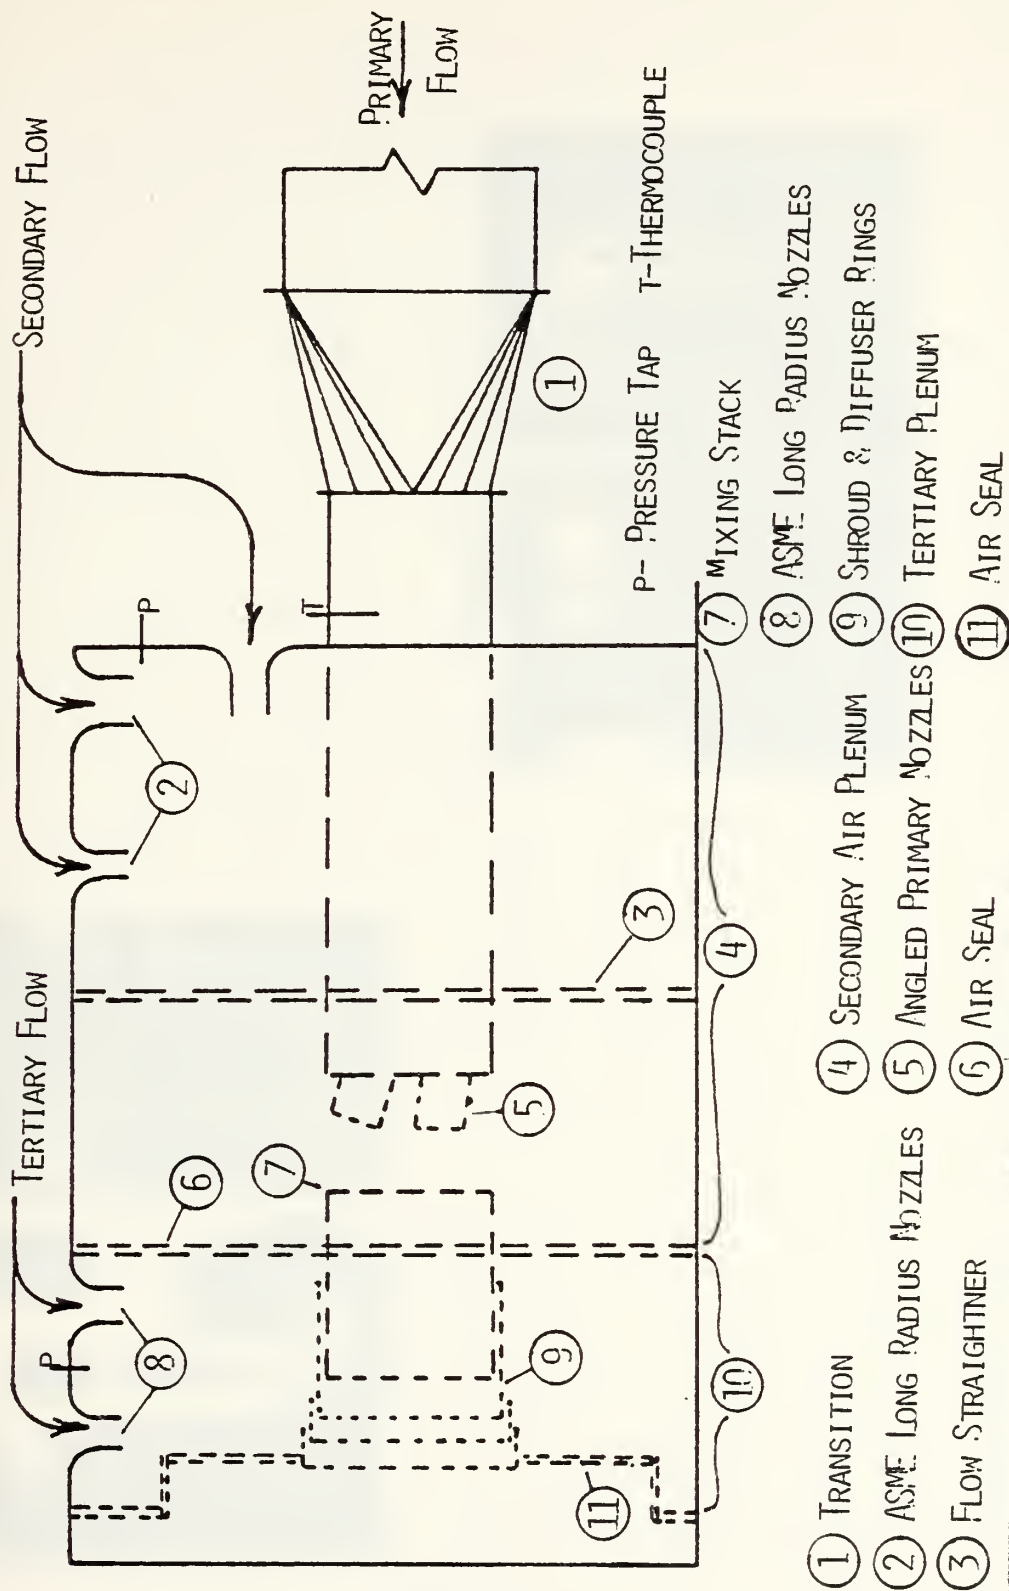 TERTIARY FLOW
SECONDARY FLOW
PRIMARY
FLOW
P
P
T
8
6
2
7
9
5
3
1
11
10
4
P- PRESSURE TAP T-THERMOCOUPLE
1 TRANSITION
2 ASME LONG RADIUS NOZZLES
3 FLOW STRAIGHTNER
4 SECONDARY AIR PLENUM
5 ANGLED PRIMARY NOZZLES
6 AIR SEAL
7 MIXING STACK
8 ASME LONG RADIUS NOZZLES
9 SHROUD & DIFFUSER RINGS
10 TERTIARY PLENUM
11 AIR SEAL